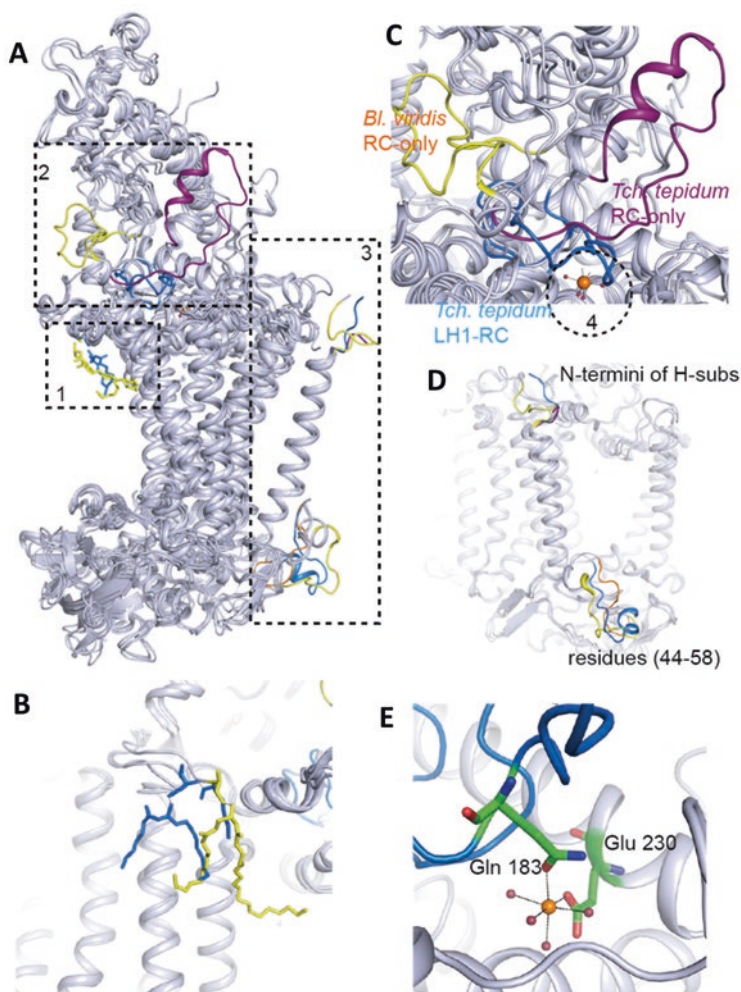 A
2
3
1
C
Bl. viridis
RC-only
Tch. tepidum
RC-only
Tch. tepidum
LH1-RC
4
D
N-termini of H-subs
residues (44-58)
B
E
Gln 183
Glu 230